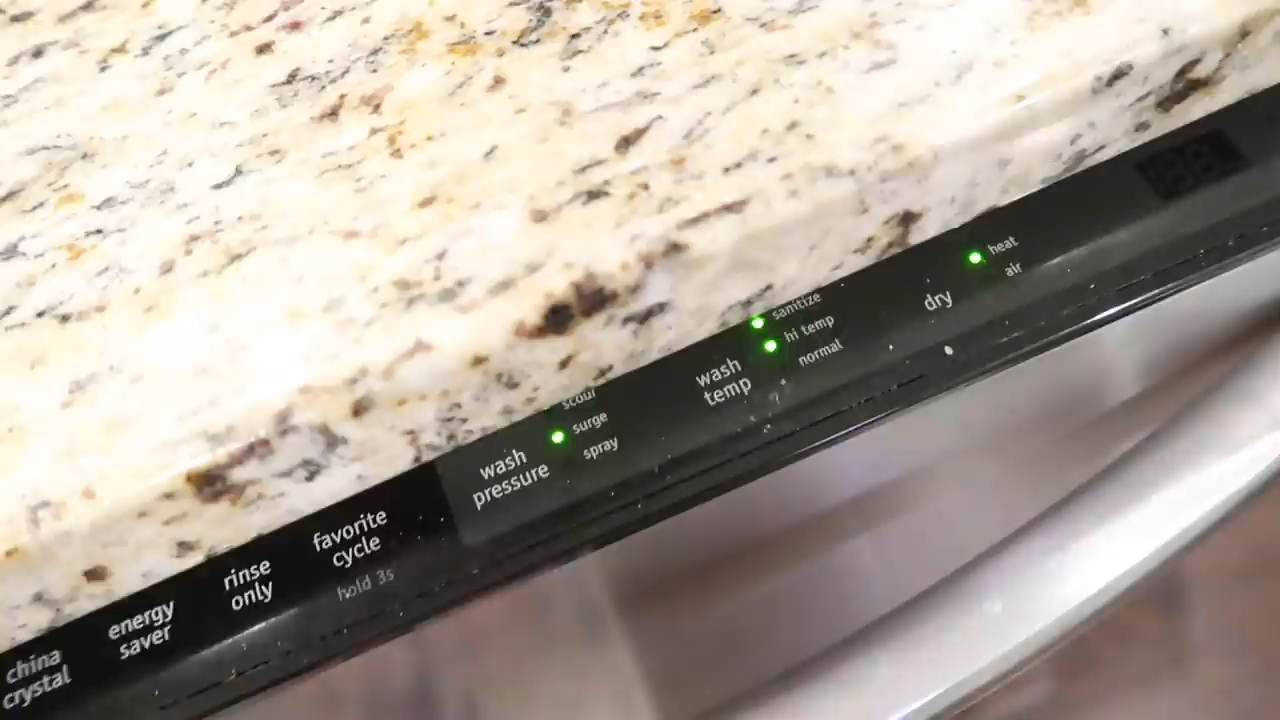 china
crystal
energy
saver
rinse
only
favorite
cycle
hold 3s
wash
pressure
scour
surge
spray
wash
temp
sanitize
hi temp
normal
dry
heat
air